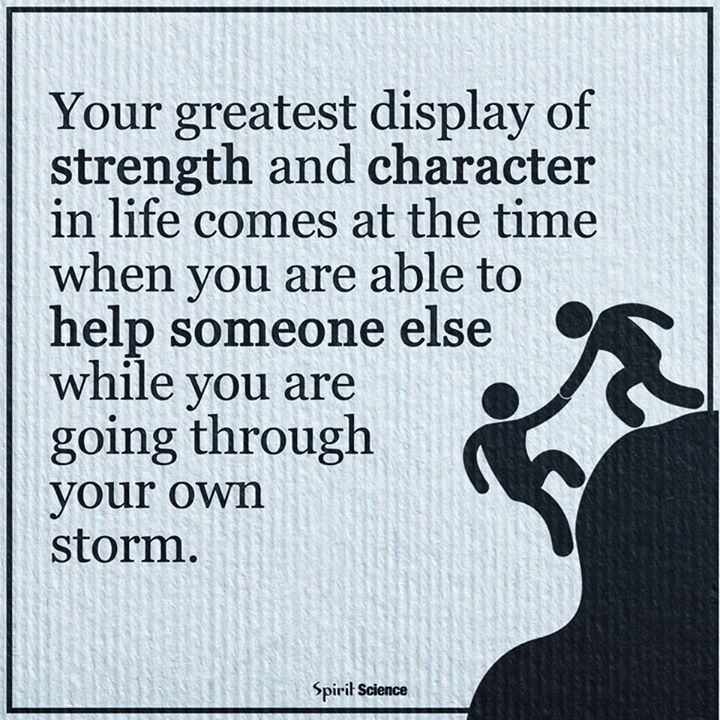 Your greatest display of
strength and character
in life comes at the time
when you are able to
help someone else
while you are
going through
your own
storm.
Spirit Science